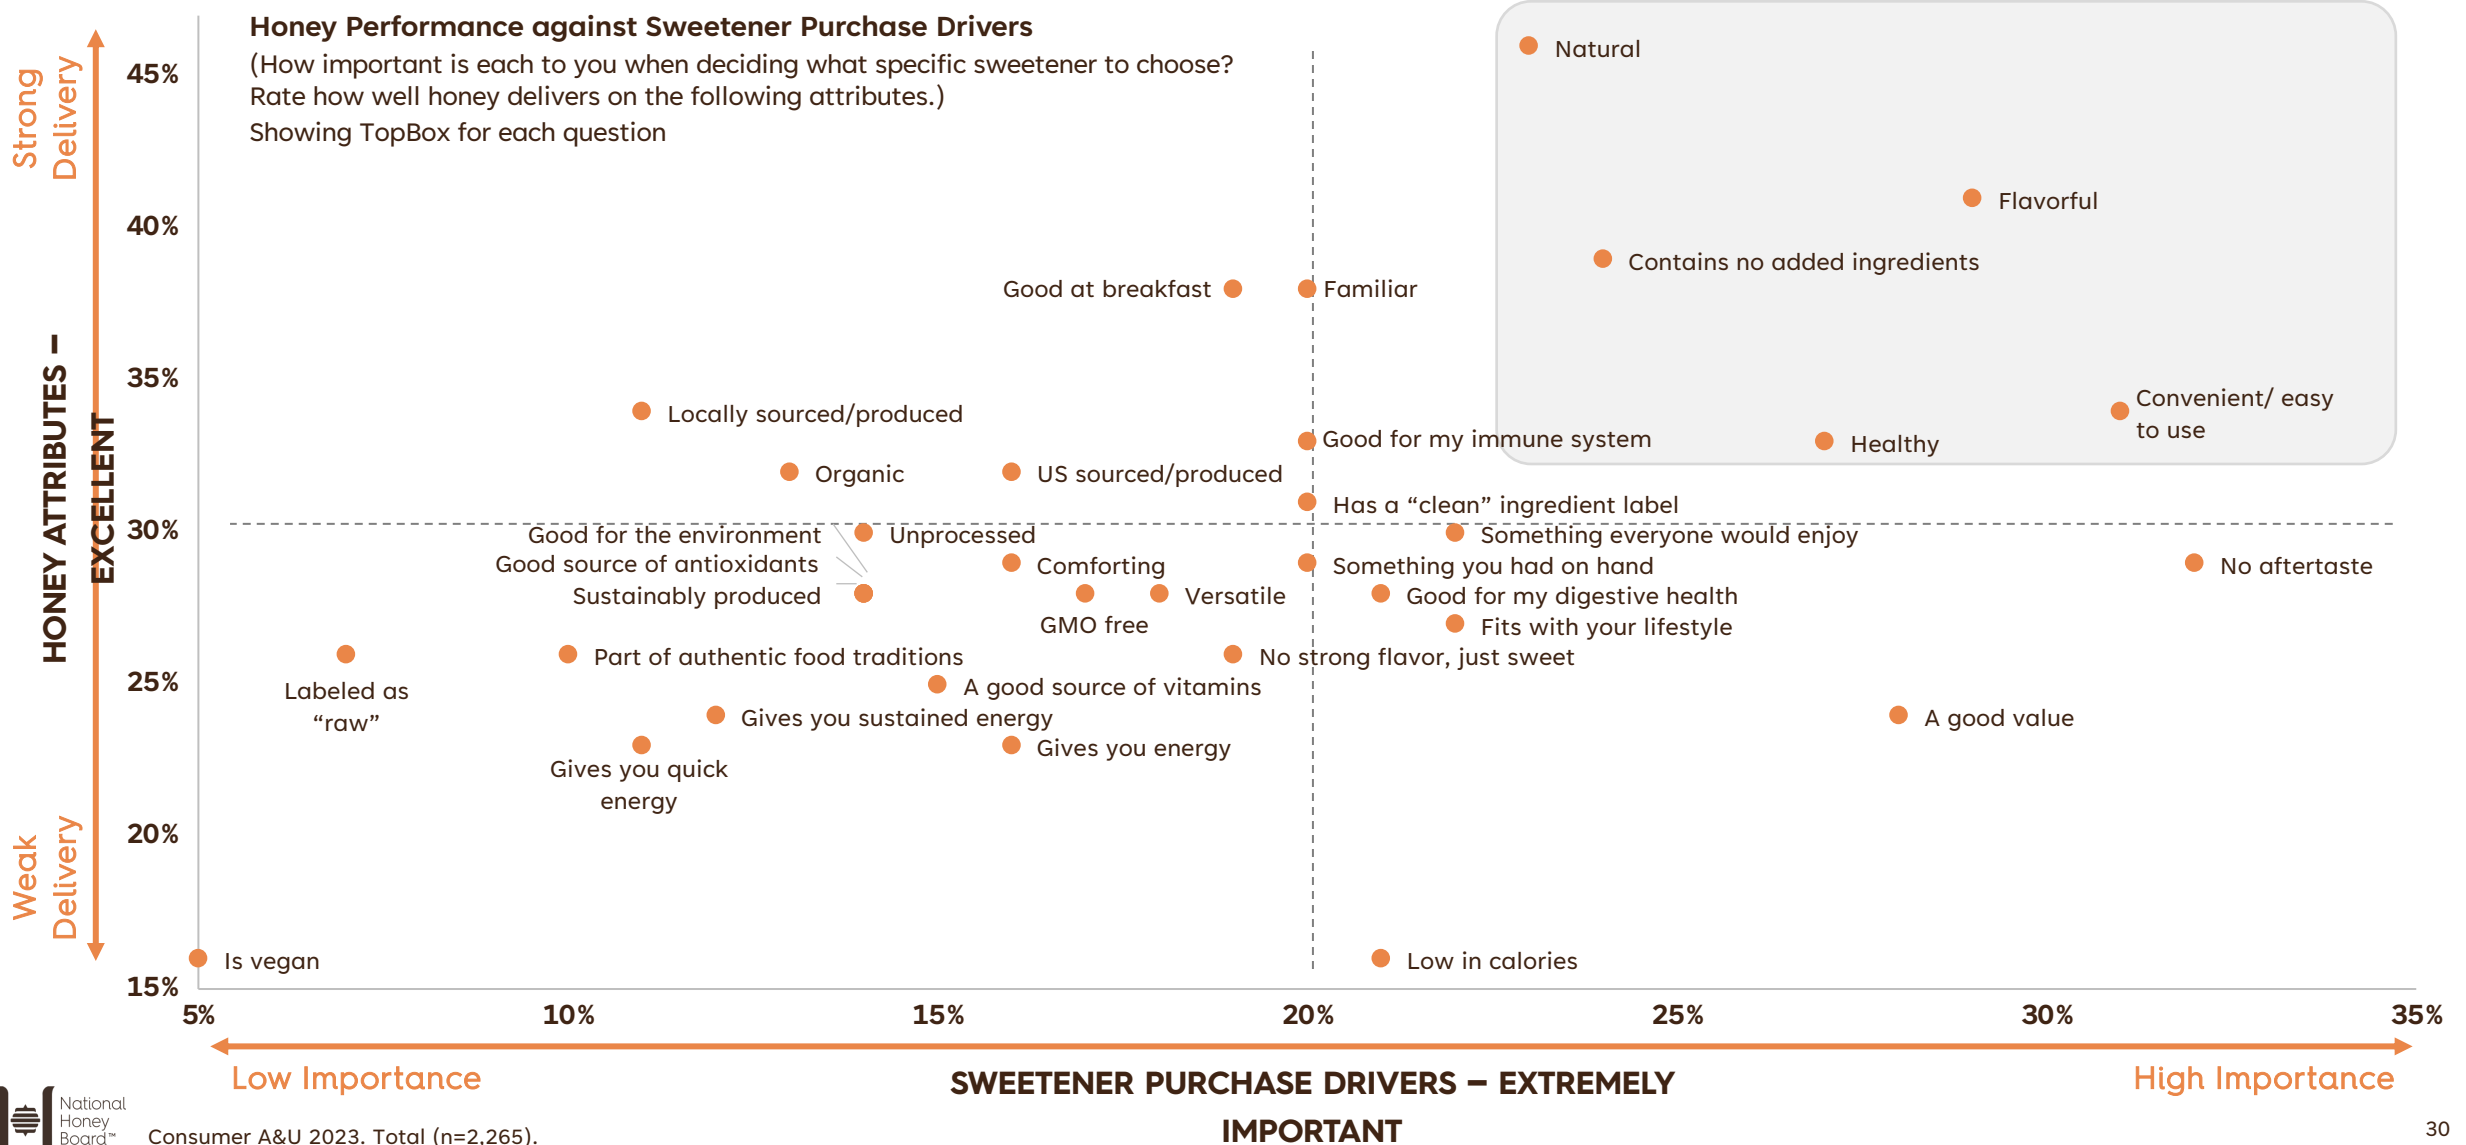 Honey Performance against Sweetener Purchase Drivers
(How important is each to you when deciding what specific sweetener to choose?
Rate how well honey delivers on the following attributes.)
Showing TopBox for each question
Strong
Delivery
HONEY ATTRIBUTES –
EXCELLENT
Weak
Delivery
45%
40%
35%
30%
25%
20%
15%
Natural
Flavorful
Contains no added ingredients
Good at breakfast
Familiar
Convenient/ easy
to use
Locally sourced/produced
Good for my immune system
Healthy
Organic
US sourced/produced
Has a “clean” ingredient label
Good for the environment
Unprocessed
Something everyone would enjoy
Good source of antioxidants
Comforting
Something you had on hand
No aftertaste
Sustainably produced
Versatile
Good for my digestive health
GMO free
Fits with your lifestyle
Part of authentic food traditions
No strong flavor, just sweet
Labeled as
“raw”
A good source of vitamins
Gives you sustained energy
A good value
Gives you quick
energy
Gives you energy
Is vegan
Low in calories
5%
10%
15%
20%
25%
30%
35%
Low Importance
SWEETENER PURCHASE DRIVERS – EXTREMELY
IMPORTANT
High Importance
National
Honey
Board™
Consumer A&U 2023. Total (n=2,265).
30